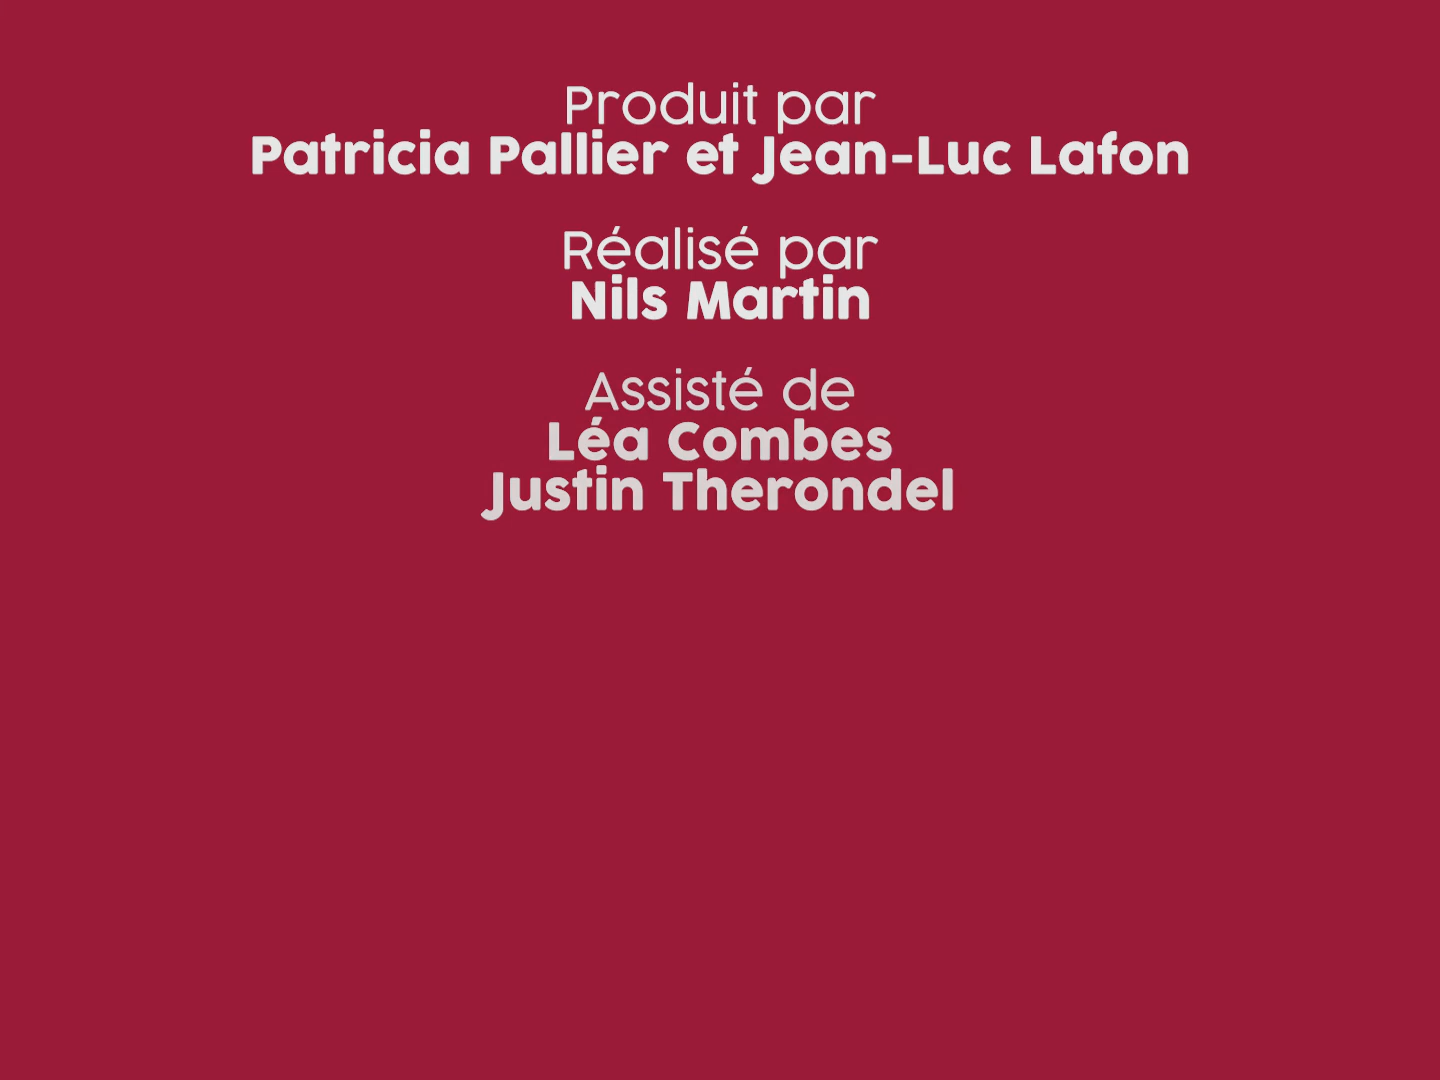 Produit par
Patricia Pallier et Jean-Luc Lafon
Réalisé par
Nils Martin
Assisté de
Léa Combes
Justin Therondel